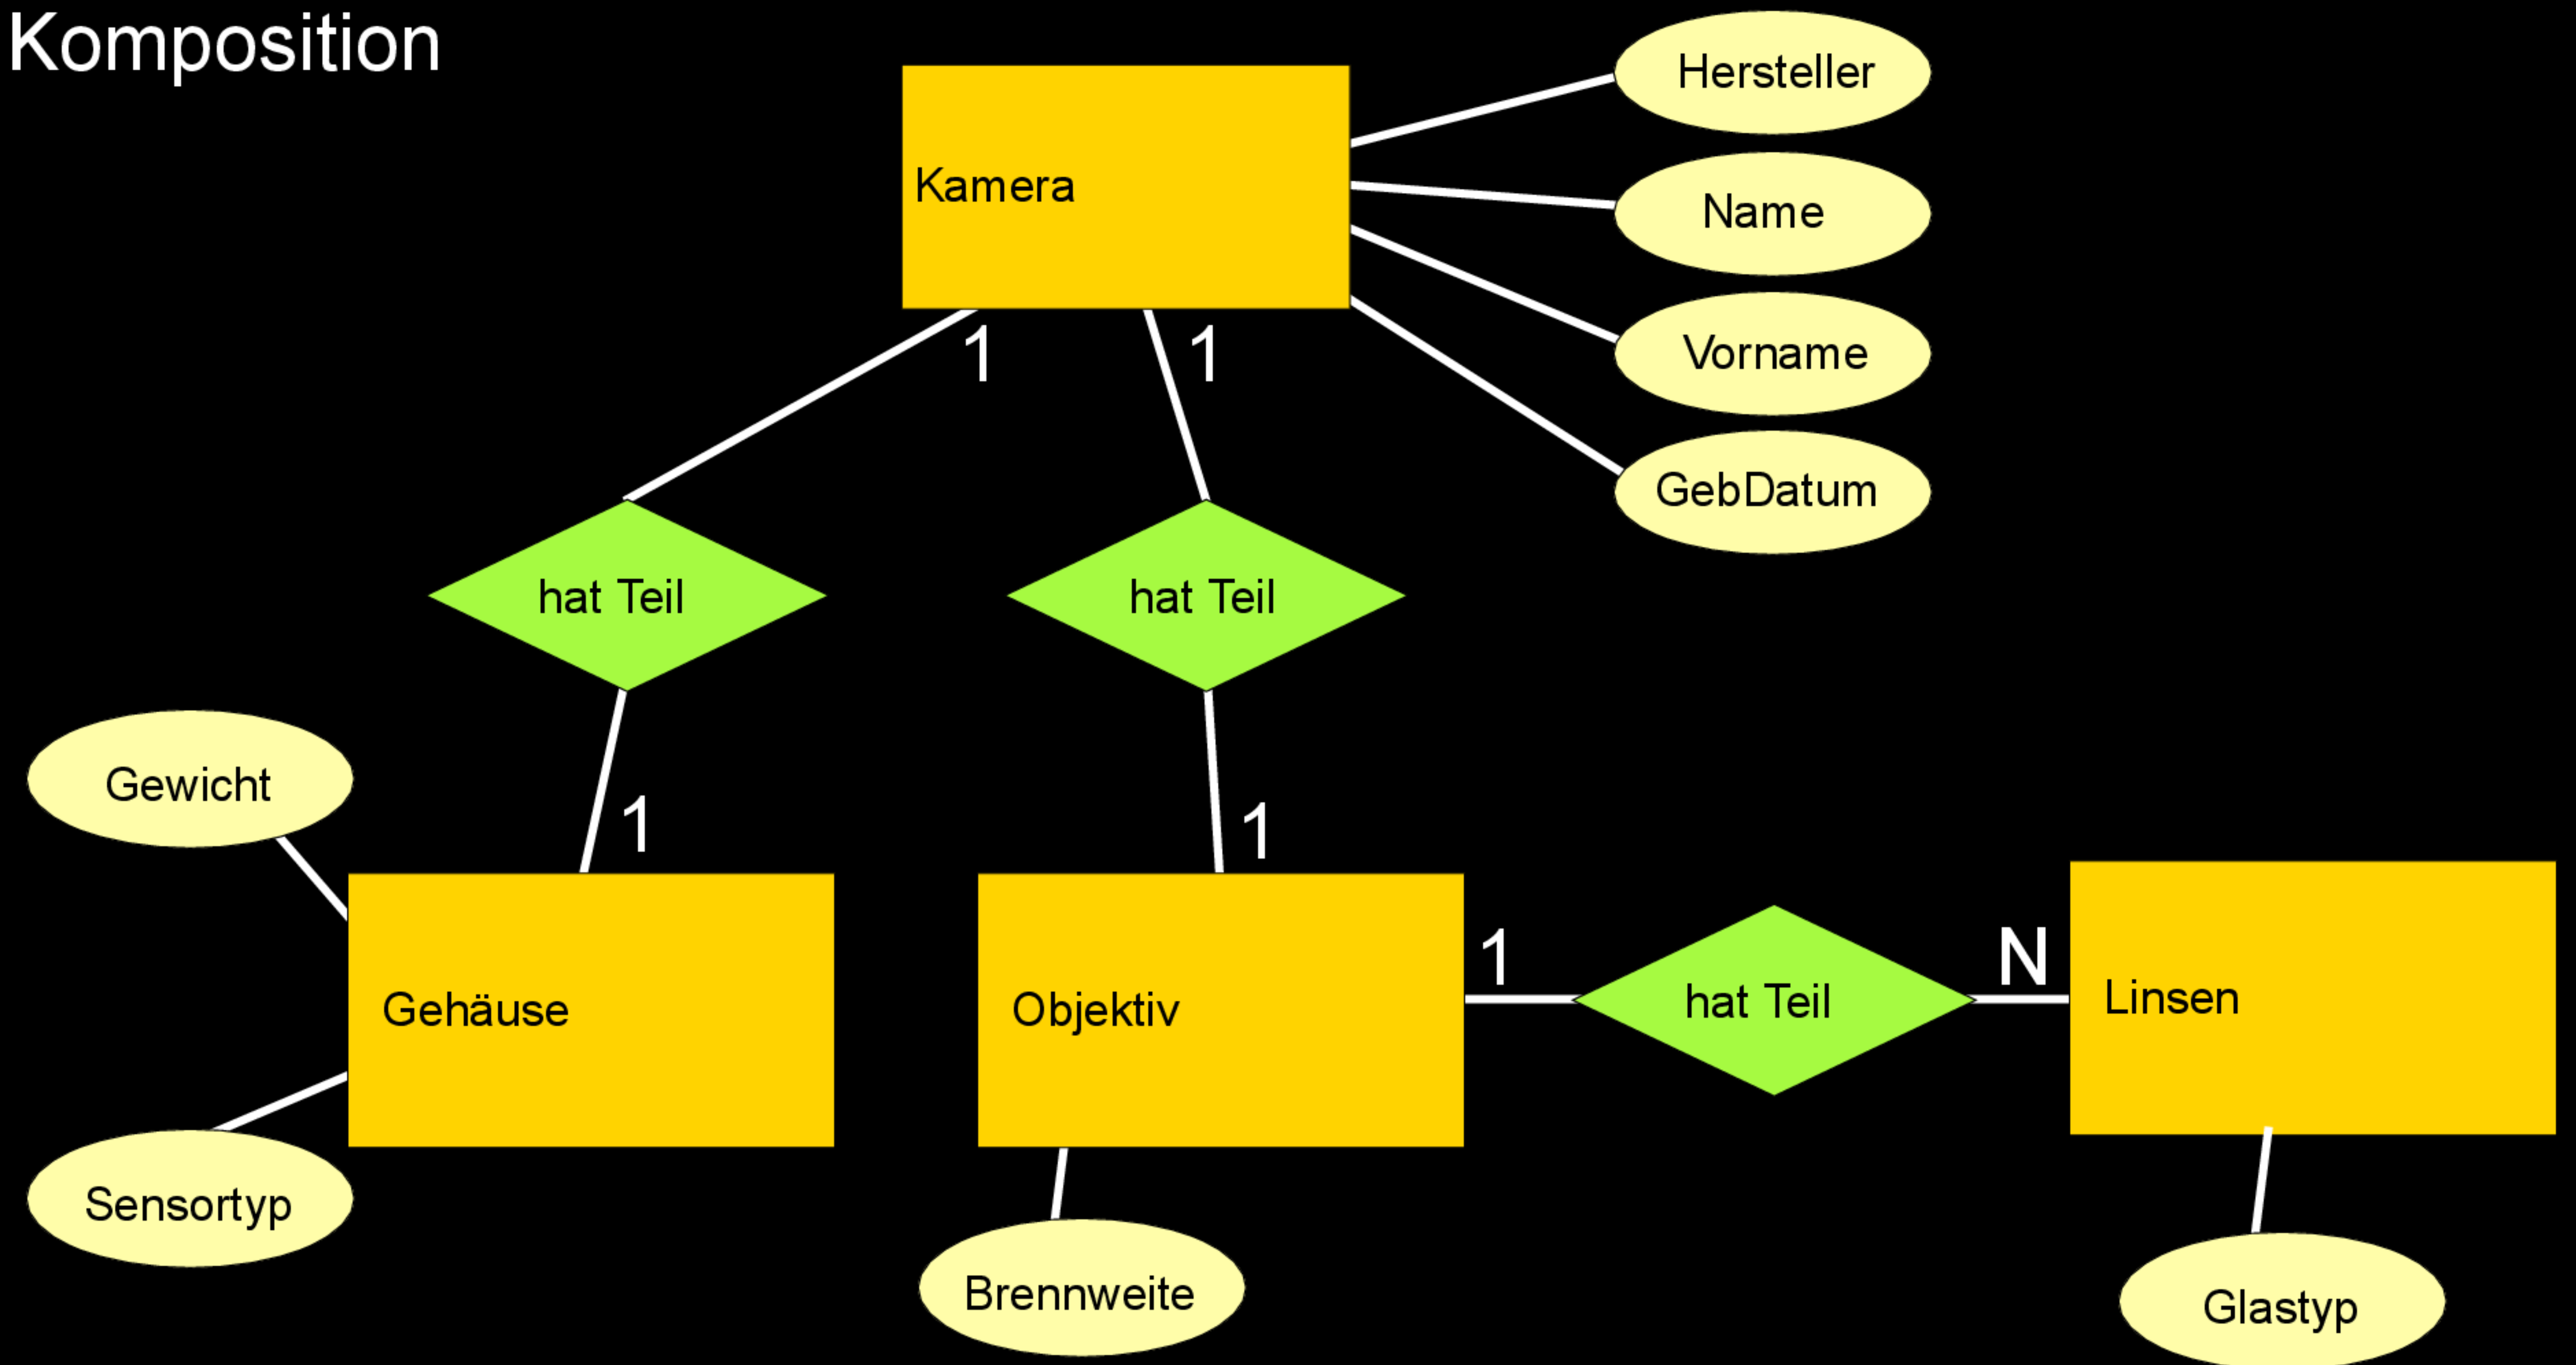 Komposition
Hersteller
Kamera
Name
Vorname
GebDatum
1
1
hat Teil
hat Teil
Gewicht
1
1
Gehäuse
Objektiv
1
hat Teil
N
Linsen
Sensortyp
Brennweite
Glastyp